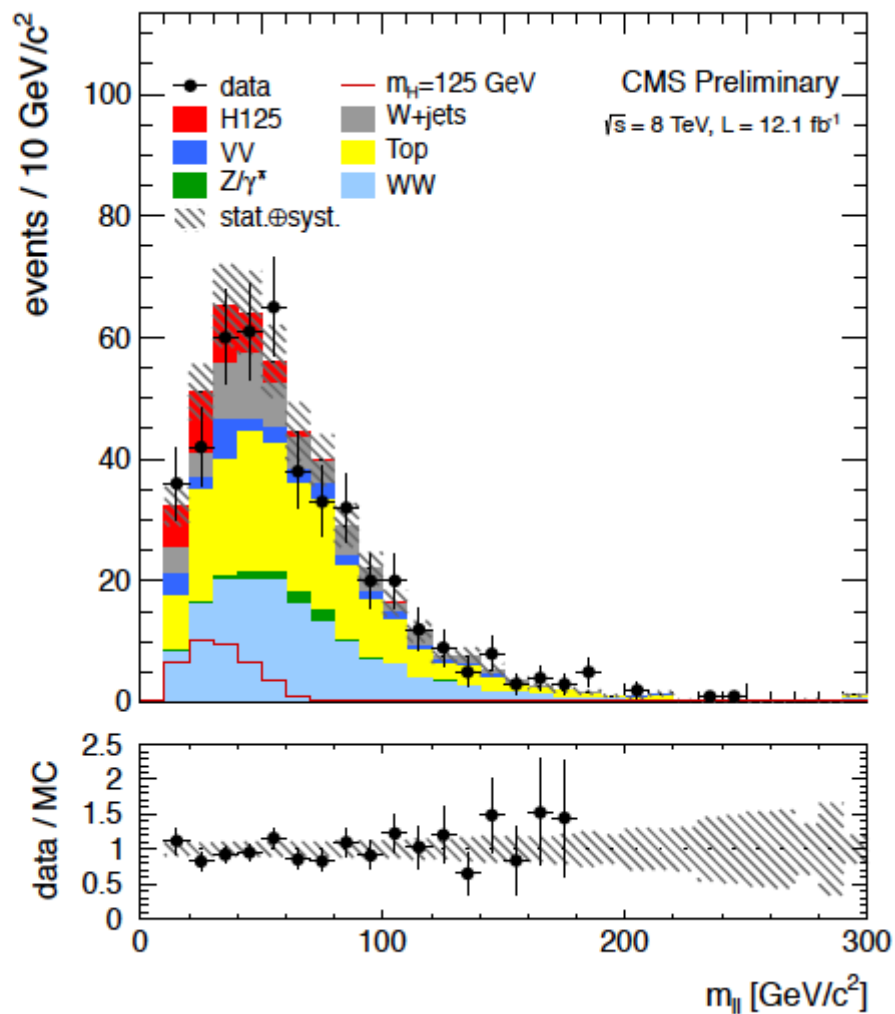 events / 10 GeV/c²
100
80
60
40
20
0
data
H125
VV
Z/γ*
stat.⊕syst.
m_H=125 GeV
W+jets
Top
WW
CMS Preliminary
√s = 8 TeV, L = 12.1 fb⁻¹
data / MC
2.5
2
1.5
1
0.5
0
0 100 200 300
m_ll [GeV/c²]